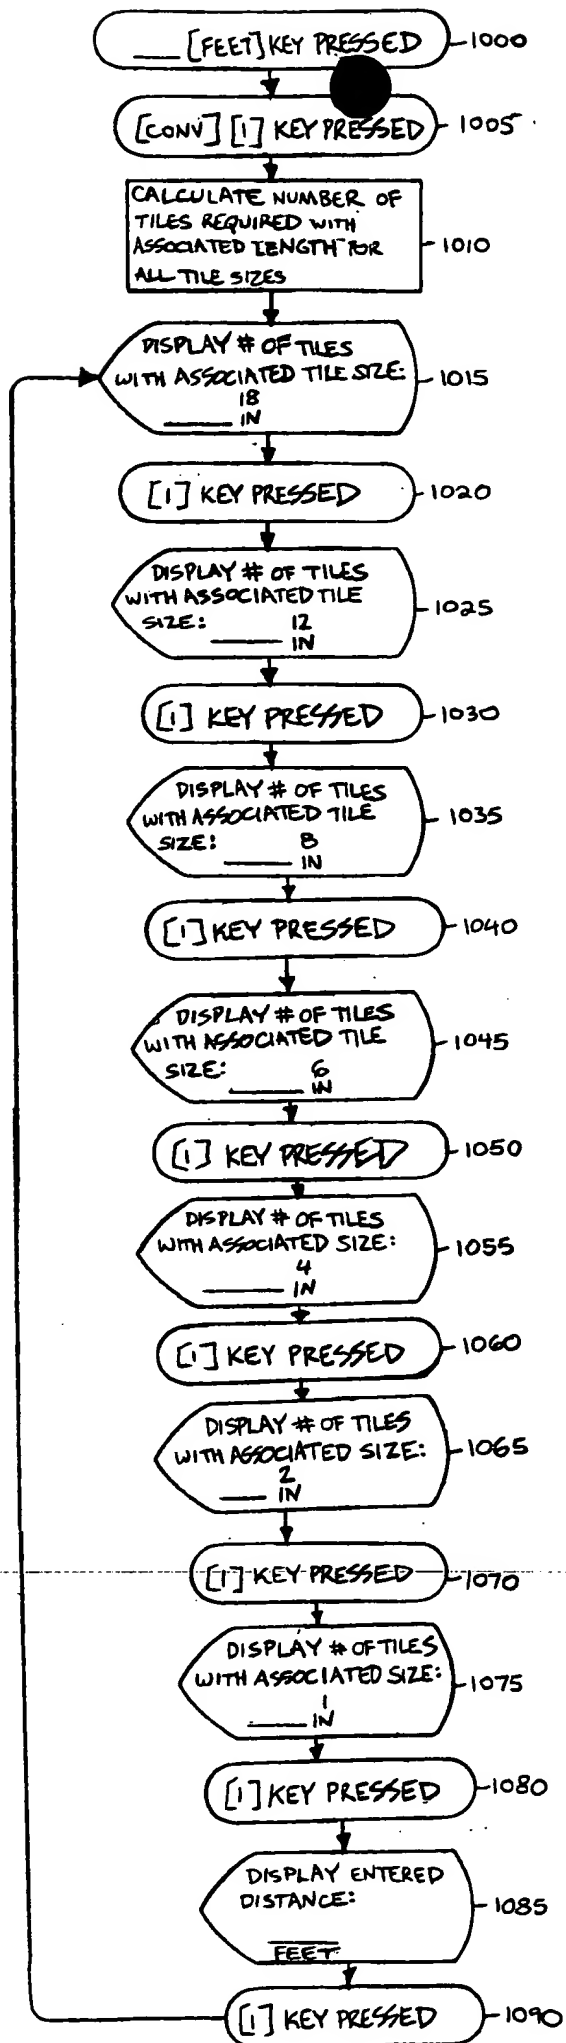 ___ [FEET] KEY PRESSED 1000
[CONV] [1] KEY PRESSED 1005
CALCULATE NUMBER OF
TILES REQUIRED WITH
ASSOCIATED LENGTH FOR 1010
ALL TILE SIZES
DISPLAY # OF TILES
WITH ASSOCIATED TILE SIZE: 1015
18
____ IN
[1] KEY PRESSED 1020
DISPLAY # OF TILES
WITH ASSOCIATED TILE 1025
SIZE: 12
____ IN
[1] KEY PRESSED 1030
DISPLAY # OF TILES
WITH ASSOCIATED TILE 1035
SIZE: 8
____ IN
[1] KEY PRESSED 1040
DISPLAY # OF TILES
WITH ASSOCIATED TILE 1045
SIZE: 6
____ IN
[1] KEY PRESSED 1050
DISPLAY # OF TILES
WITH ASSOCIATED SIZE: 1055
4
____ IN
[1] KEY PRESSED 1060
DISPLAY # OF TILES
WITH ASSOCIATED SIZE: 1065
2
___ IN
[1] KEY PRESSED 1070
DISPLAY # OF TILES
WITH ASSOCIATED SIZE: 1075
1
____ IN
[1] KEY PRESSED 1080
DISPLAY ENTERED
DISTANCE: 1085
____
FEET
[1] KEY PRESSED 1090